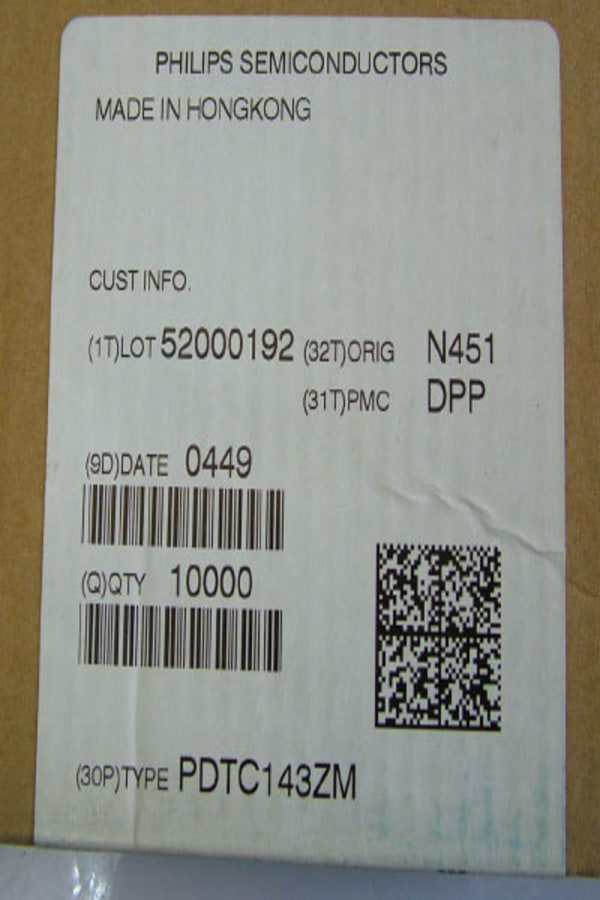 PHILIPS SEMICONDUCTORS
MADE IN HONGKONG
CUST INFO.
(1T)LOT 52000192 (32T)ORIG N451
(31T)PMC DPP
(9D)DATE 0449
(Q)QTY 10000
(30P)TYPE PDTC143ZM